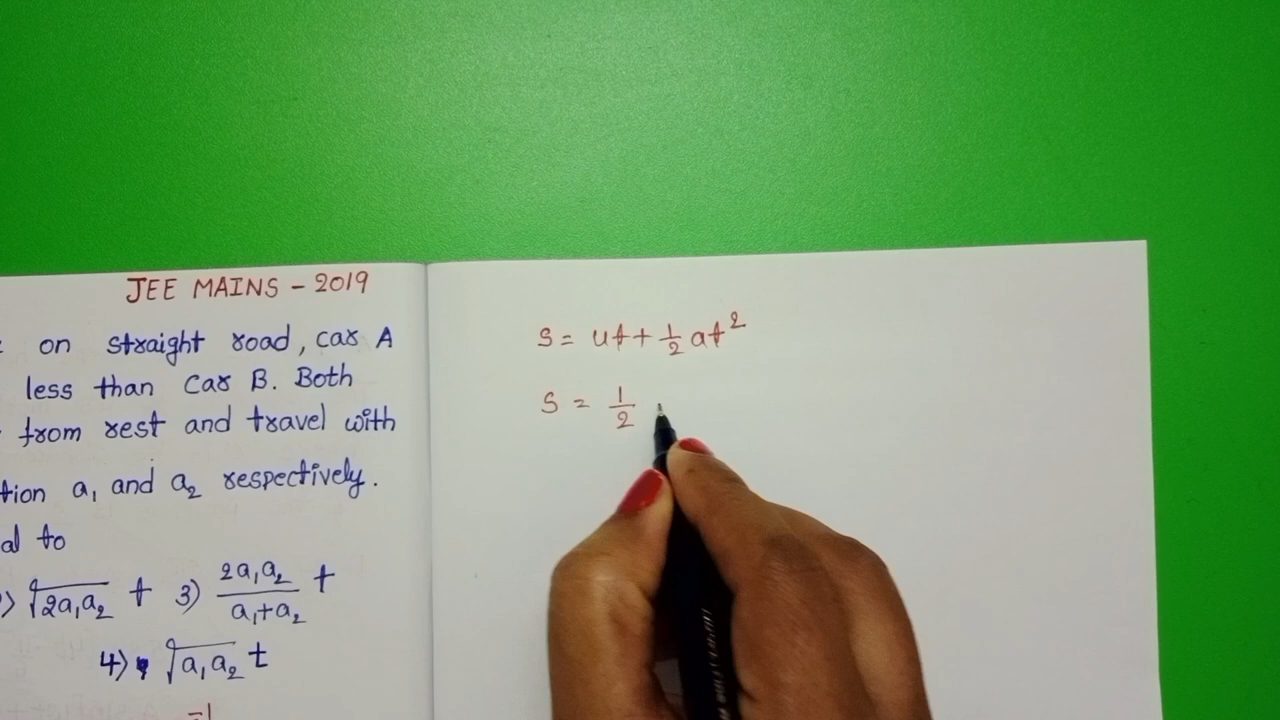 JEE MAINS - 2019
on straight road, car A
less than Car B. Both
from rest and travel with
tion a₁ and a₂ respectively.
al to
√2a₁a₂ t 3) 2a₁a₂/a₁+a₂ t
4) √a₁a₂ t
S = ut + 1/2 at²
S = 1/2